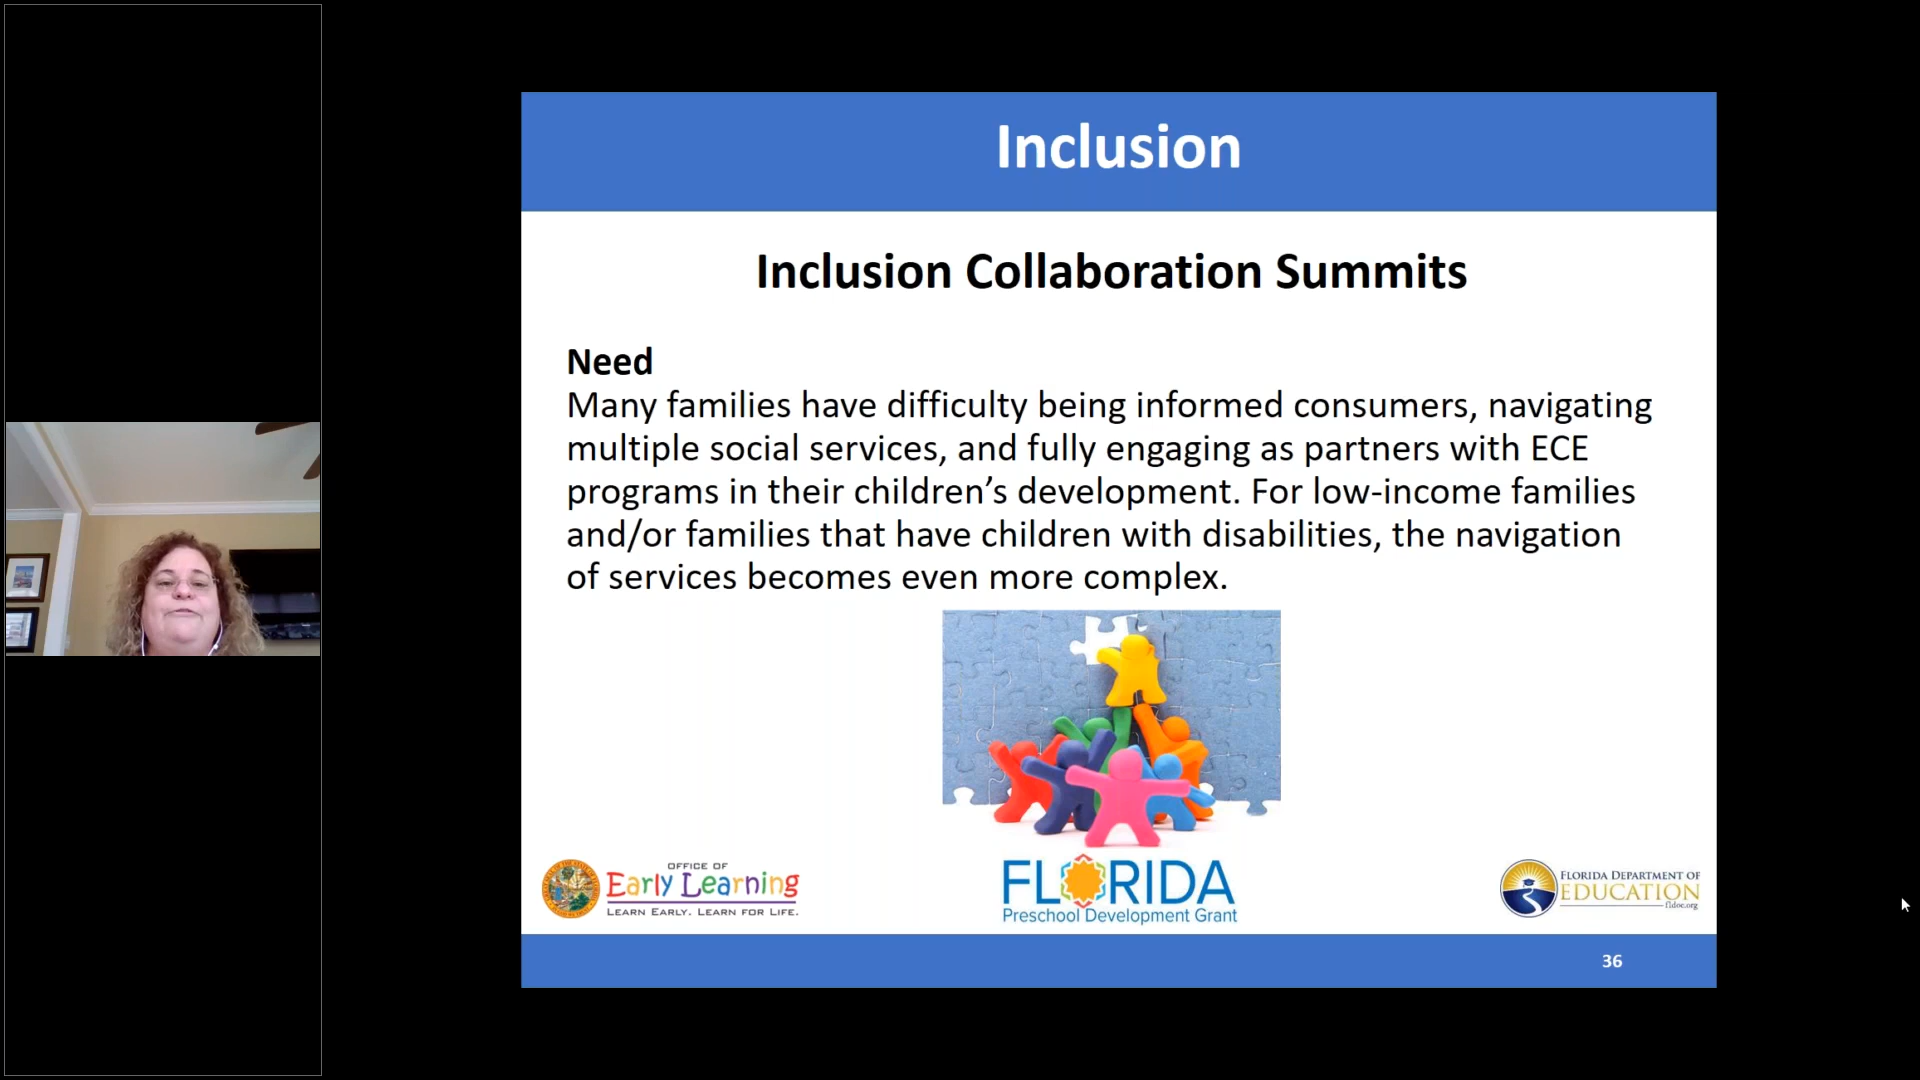 Inclusion
Inclusion Collaboration Summits
Need
Many families have difficulty being informed consumers, navigating
multiple social services, and fully engaging as partners with ECE
programs in their children’s development. For low-income families
and/or families that have children with disabilities, the navigation
of services becomes even more complex.
OFFICE OF
Early Learning
LEARN EARLY. LEARN FOR LIFE.
FLORIDA
Preschool Development Grant
FLORIDA DEPARTMENT OF
EDUCATION
fldoe.org
36